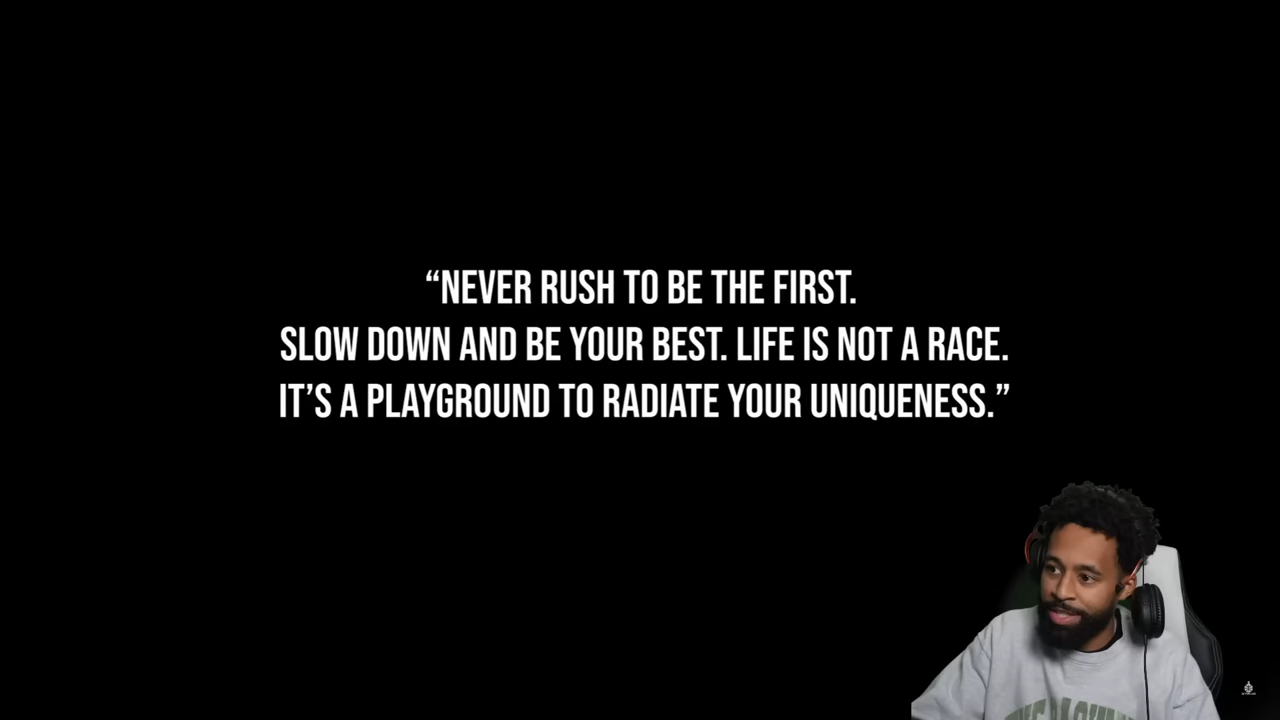 “NEVER RUSH TO BE THE FIRST.
SLOW DOWN AND BE YOUR BEST. LIFE IS NOT A RACE.
IT’S A PLAYGROUND TO RADIATE YOUR UNIQUENESS.”